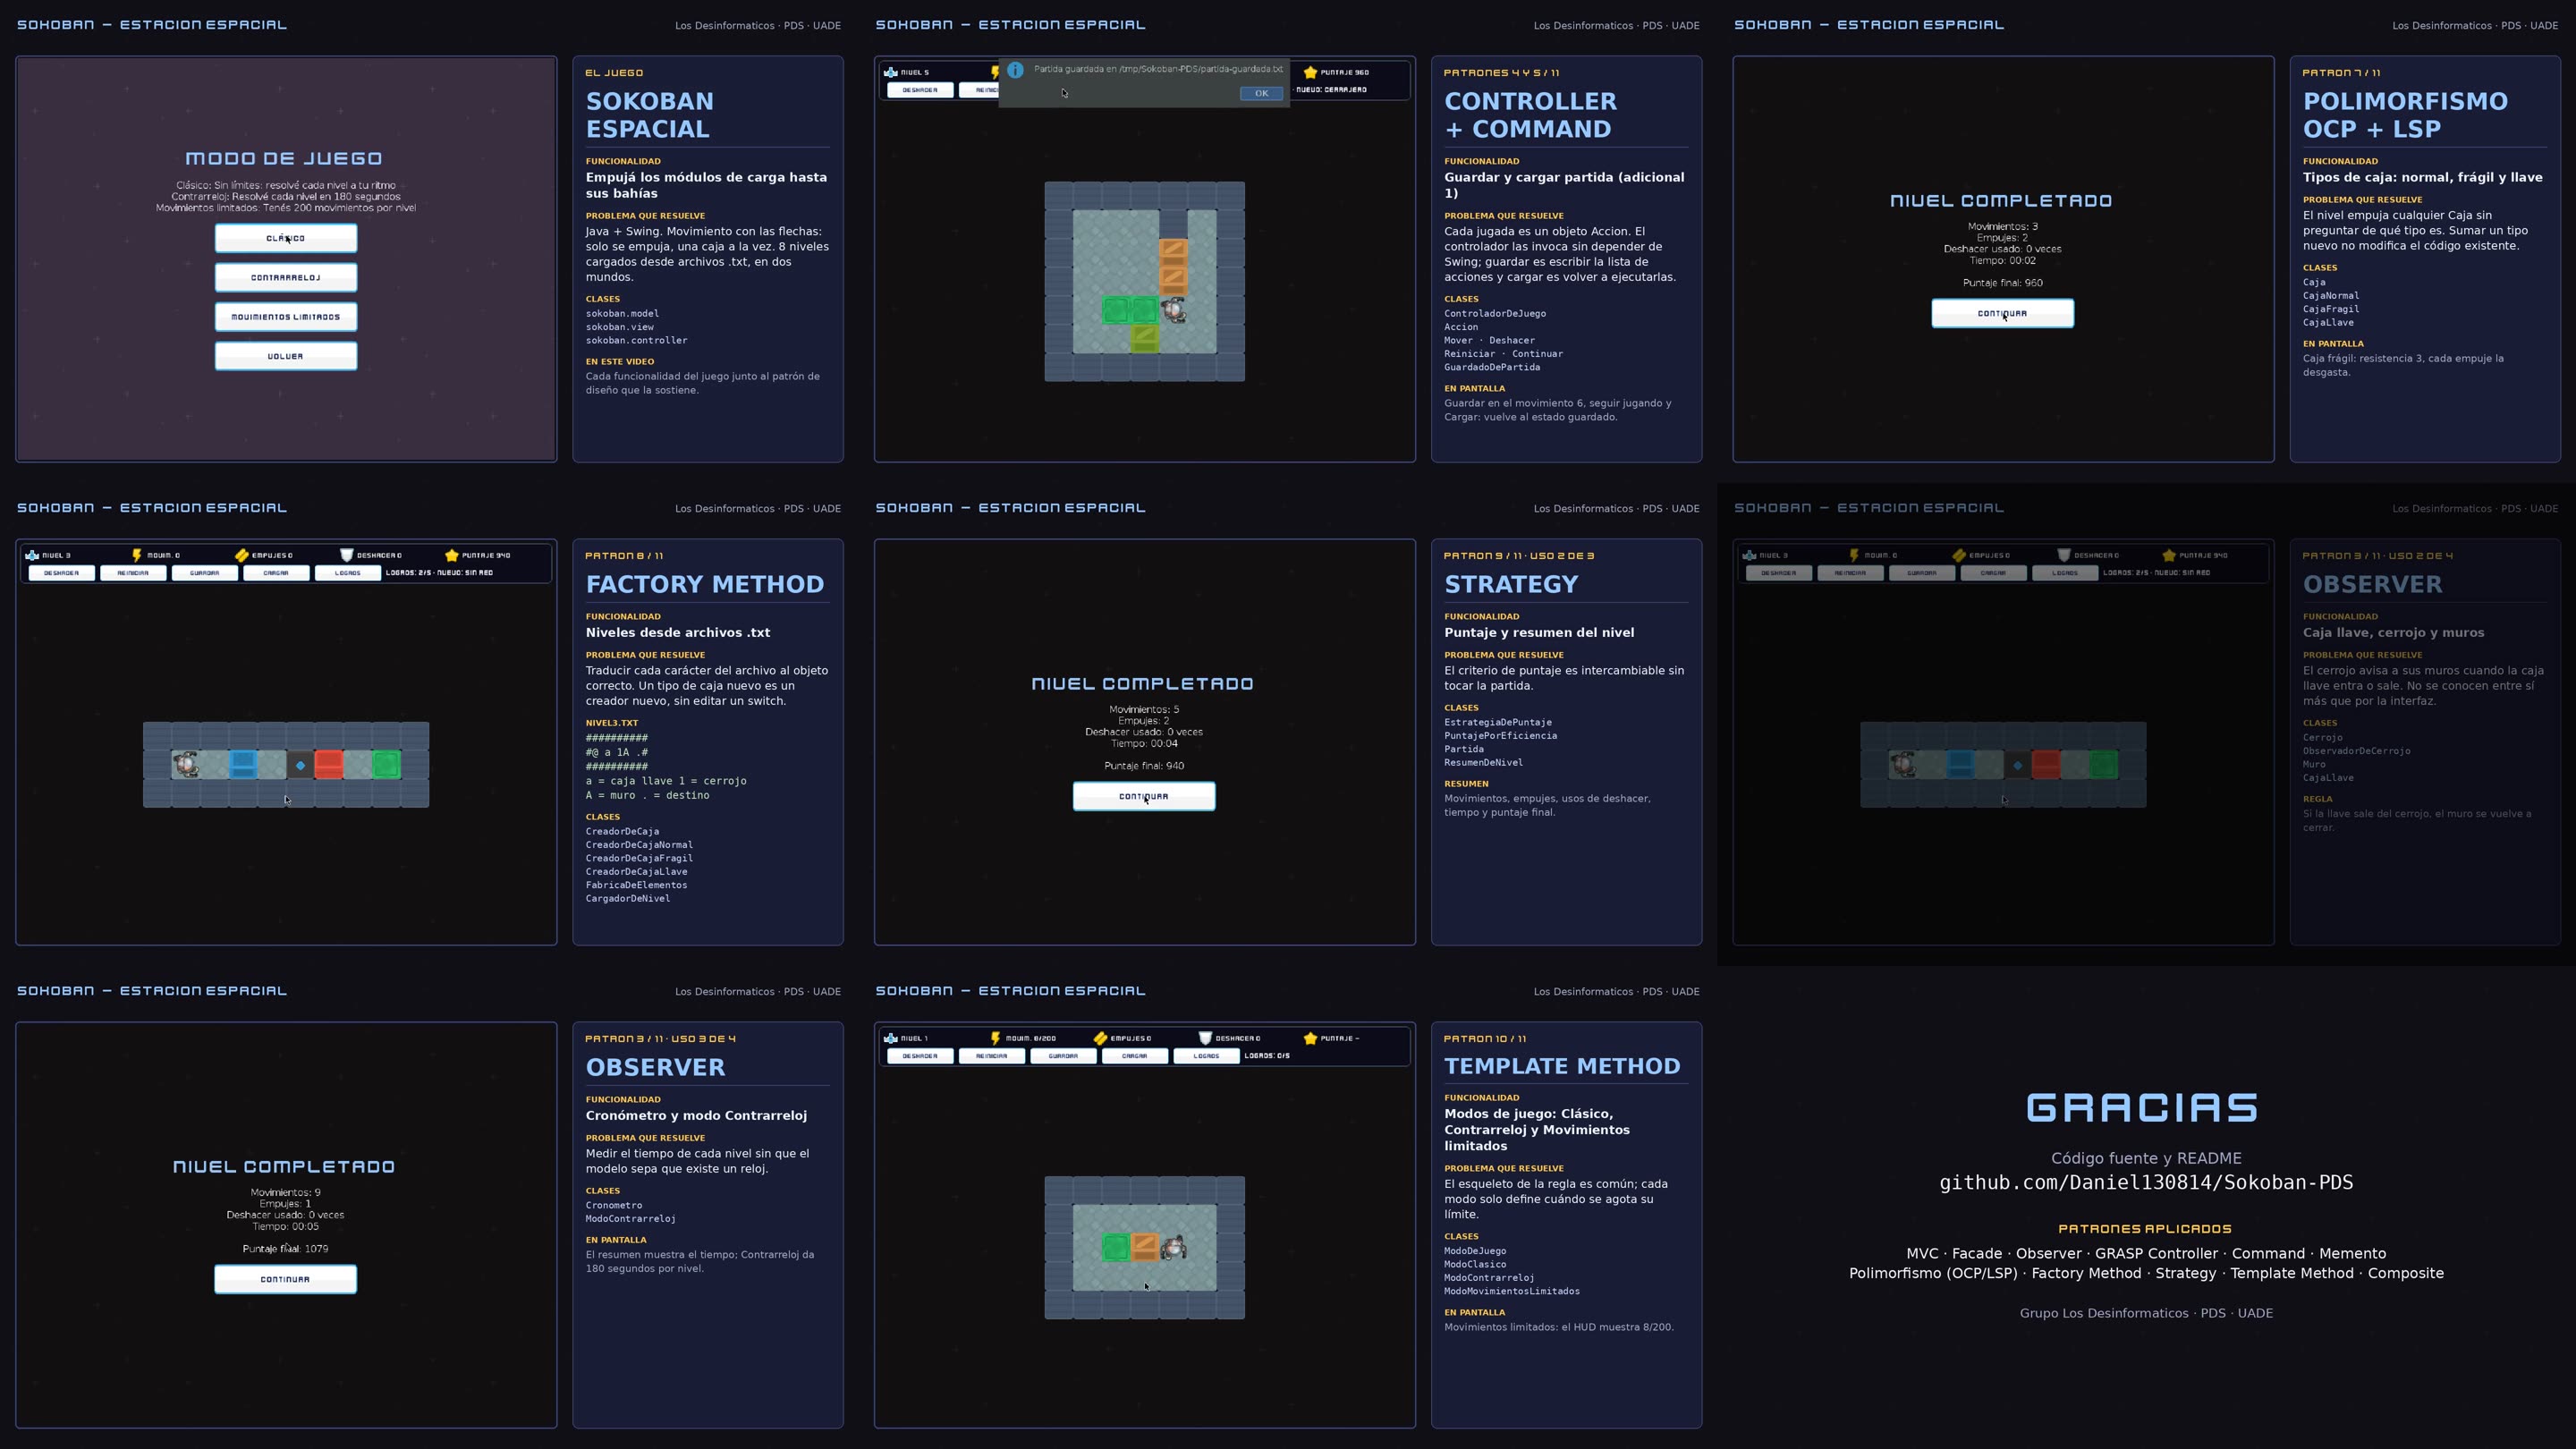 SOKOBAN — ESTACION ESPACIAL
Los Desinformaticos · PDS · UADE
MODO DE JUEGO
Clásico: Sin límites: resolvé cada nivel a tu ritmo
Contrarreloj: Resolvé cada nivel en 180 segundos
Movimientos limitados: Tenés 200 movimientos por nivel
CLÁSICO
CONTRARRELOJ
MOVIMIENTOS LIMITADOS
VOLVER
EL JUEGO
SOKOBAN
ESPACIAL
FUNCIONALIDAD
Empujá los módulos de carga hasta
sus bahías
PROBLEMA QUE RESUELVE
Java + Swing. Movimiento con las flechas:
solo se empuja, una caja a la vez. 8 niveles
cargados desde archivos .txt, en dos
mundos.
CLASES
sokoban.model
sokoban.view
sokoban.controller
EN ESTE VIDEO
Cada funcionalidad del juego junto al patrón de
diseño que la sostiene.
SOKOBAN — ESTACION ESPACIAL
Los Desinformaticos · PDS · UADE
NIVEL 5
Partida guardada en /tmp/Sokoban-PDS/partida-guardada.txt
PUNTAJE 960
DESHACER
OK
· NUEVO: CERRAJERO
PATRONES 4 Y 5 / 11
CONTROLLER
+ COMMAND
FUNCIONALIDAD
Guardar y cargar partida (adicional
1)
PROBLEMA QUE RESUELVE
Cada jugada es un objeto Accion. El
controlador las invoca sin depender de
Swing; guardar es escribir la lista de
acciones y cargar es volver a ejecutarlas.
CLASES
ControladorDeJuego
Accion
Mover · Deshacer
Reiniciar · Continuar
GuardadoDePartida
EN PANTALLA
Guardar en el movimiento 6, seguir jugando y
Cargar: vuelve al estado guardado.
SOKOBAN — ESTACION ESPACIAL
Los Desinformaticos · PDS · UADE
NIVEL COMPLETADO
Movimientos: 3
Empujes: 2
Deshacer usado: 0 veces
Tiempo: 00:02
Puntaje final: 960
CONTINUAR
PATRON 7 / 11
POLIMORFISMO
OCP + LSP
FUNCIONALIDAD
Tipos de caja: normal, frágil y llave
PROBLEMA QUE RESUELVE
El nivel empuja cualquier Caja sin
preguntar de qué tipo es. Sumar un tipo
nuevo no modifica el código existente.
CLASES
Caja
CajaNormal
CajaFragil
CajaLlave
EN PANTALLA
Caja frágil: resistencia 3, cada empuje la
desgasta.
SOKOBAN — ESTACION ESPACIAL
Los Desinformaticos · PDS · UADE
NIVEL 3
MOVIM. 0
EMPUJES 0
DESHACER 0
PUNTAJE 940
DESHACER
REINICIAR
GUARDAR
CARGAR
LOGROS
LOGROS: 2/5 · NUEVO: SIN RED
PATRON 8 / 11
FACTORY METHOD
FUNCIONALIDAD
Niveles desde archivos .txt
PROBLEMA QUE RESUELVE
Traducir cada carácter del archivo al objeto
correcto. Un tipo de caja nuevo es un
creador nuevo, sin editar un switch.
NIVEL3.TXT
##########
#@ a 1A .#
##########
a = caja llave 1 = cerrojo
A = muro . = destino
CLASES
CreadorDeCaja
CreadorDeCajaNormal
CreadorDeCajaFragil
CreadorDeCajaLlave
FabricaDeElementos
CargadorDeNivel
SOKOBAN — ESTACION ESPACIAL
Los Desinformaticos · PDS · UADE
NIVEL COMPLETADO
Movimientos: 5
Empujes: 2
Deshacer usado: 0 veces
Tiempo: 00:04
Puntaje final: 940
CONTINUAR
PATRON 9 / 11 · USO 2 DE 3
STRATEGY
FUNCIONALIDAD
Puntaje y resumen del nivel
PROBLEMA QUE RESUELVE
El criterio de puntaje es intercambiable sin
tocar la partida.
CLASES
EstrategiaDePuntaje
PuntajePorEficiencia
Partida
ResumenDeNivel
RESUMEN
Movimientos, empujes, usos de deshacer,
tiempo y puntaje final.
SOKOBAN — ESTACION ESPACIAL
Los Desinformaticos · PDS · UADE
NIVEL 3
MOVIM. 0
EMPUJES 0
DESHACER 0
PUNTAJE 940
DESHACER
REINICIAR
GUARDAR
CARGAR
LOGROS
LOGROS: 2/5 · NUEVO: SIN RED
PATRON 3 / 11 · USO 2 DE 4
OBSERVER
FUNCIONALIDAD
Caja llave, cerrojo y muros
PROBLEMA QUE RESUELVE
El cerrojo avisa a sus muros cuando la caja
llave entra o sale. No se conocen entre sí
más que por la interfaz.
CLASES
Cerrojo
ObservadorDeCerrojo
Muro
CajaLlave
REGLA
Si la llave sale del cerrojo, el muro se vuelve a
cerrar.
SOKOBAN — ESTACION ESPACIAL
Los Desinformaticos · PDS · UADE
NIVEL COMPLETADO
Movimientos: 9
Empujes: 1
Deshacer usado: 0 veces
Tiempo: 00:05
Puntaje final: 1079
CONTINUAR
PATRON 3 / 11 · USO 3 DE 4
OBSERVER
FUNCIONALIDAD
Cronómetro y modo Contrarreloj
PROBLEMA QUE RESUELVE
Medir el tiempo de cada nivel sin que el
modelo sepa que existe un reloj.
CLASES
Cronometro
ModoContrarreloj
EN PANTALLA
El resumen muestra el tiempo; Contrarreloj da
180 segundos por nivel.
SOKOBAN — ESTACION ESPACIAL
Los Desinformaticos · PDS · UADE
NIVEL 1
MOVIM. 8/200
EMPUJES 0
DESHACER 0
PUNTAJE -
DESHACER
REINICIAR
GUARDAR
CARGAR
LOGROS
LOGROS: 0/5
PATRON 10 / 11
TEMPLATE METHOD
FUNCIONALIDAD
Modos de juego: Clásico,
Contrarreloj y Movimientos
limitados
PROBLEMA QUE RESUELVE
El esqueleto de la regla es común; cada
modo solo define cuándo se agota su
límite.
CLASES
ModoDeJuego
ModoClasico
ModoContrarreloj
ModoMovimientosLimitados
EN PANTALLA
Movimientos limitados: el HUD muestra 8/200.
GRACIAS
Código fuente y README
github.com/Daniel130814/Sokoban-PDS
PATRONES APLICADOS
MVC · Facade · Observer · GRASP Controller · Command · Memento
Polimorfismo (OCP/LSP) · Factory Method · Strategy · Template Method · Composite
Grupo Los Desinformaticos · PDS · UADE